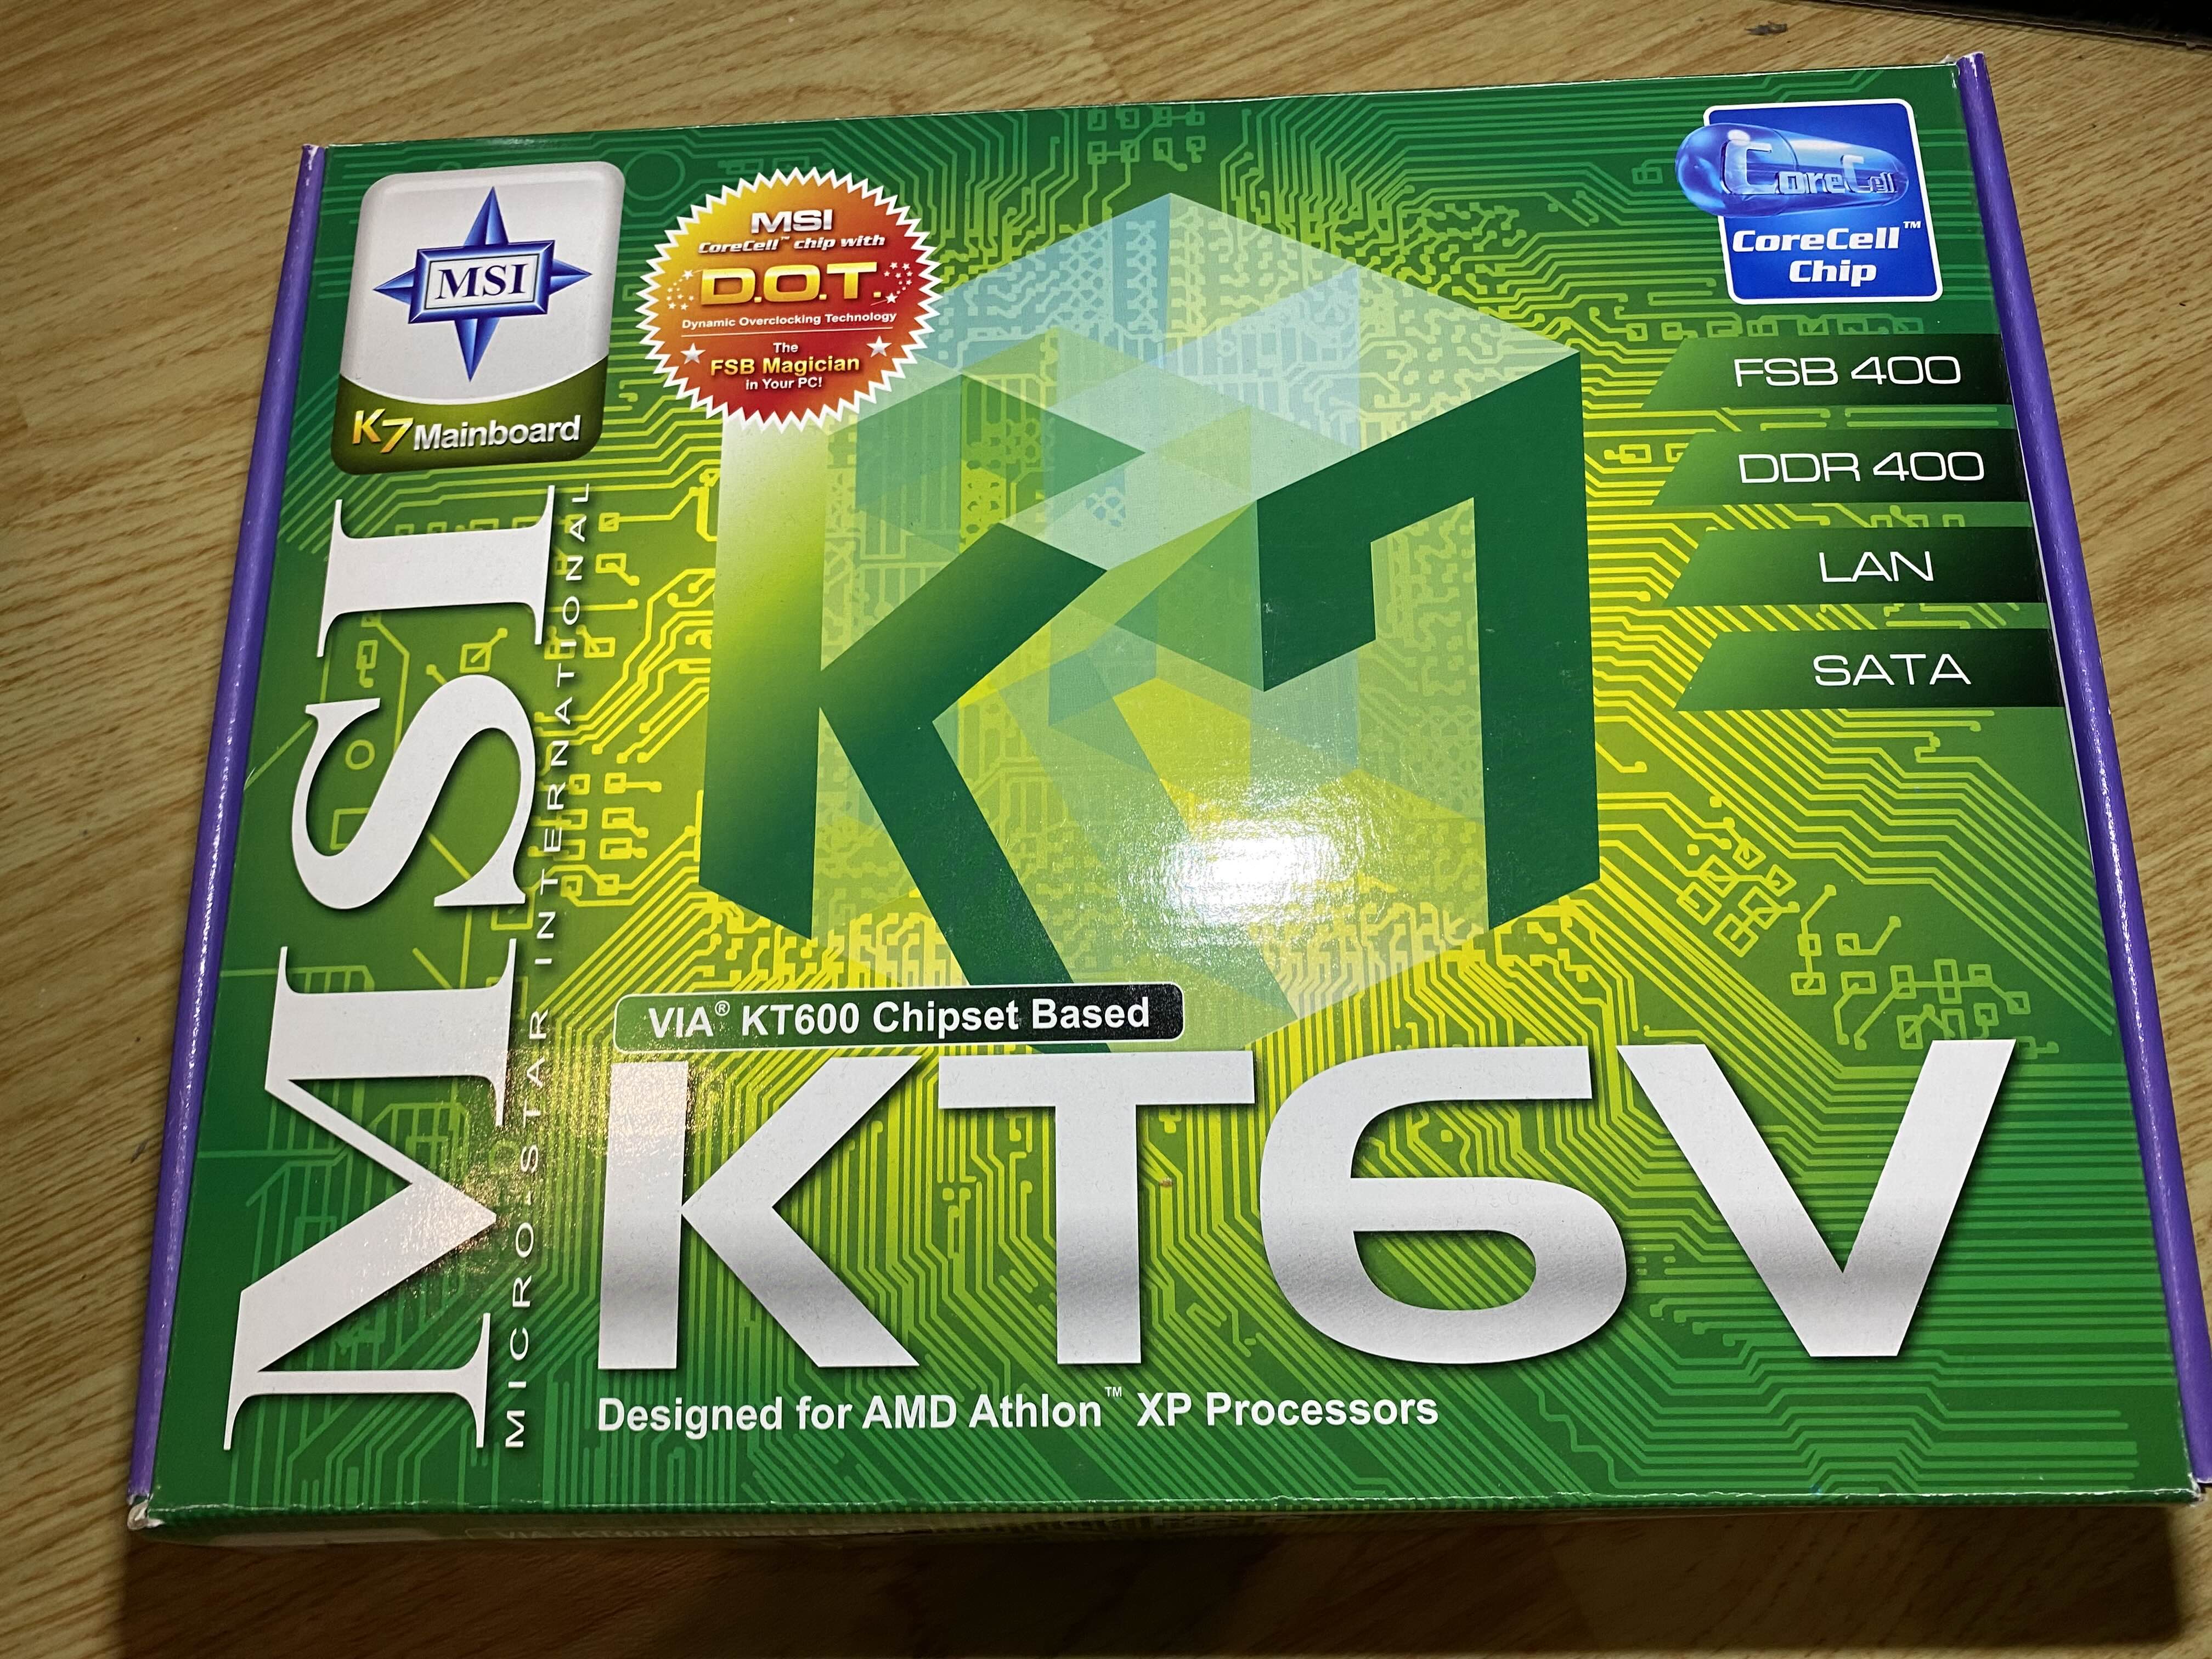 MSI
K7 Mainboard
MSI
CoreCell™ chip with
D.O.T.
Dynamic Overclocking Technology
The
FSB Magician
in Your PC!
CoreCell
CoreCell™
Chip
FSB 400
DDR 400
LAN
SATA
MSI
MICRO-STAR INTERNATIONAL
K7
VIA® KT600 Chipset Based
KT6V
Designed for AMD Athlon™ XP Processors